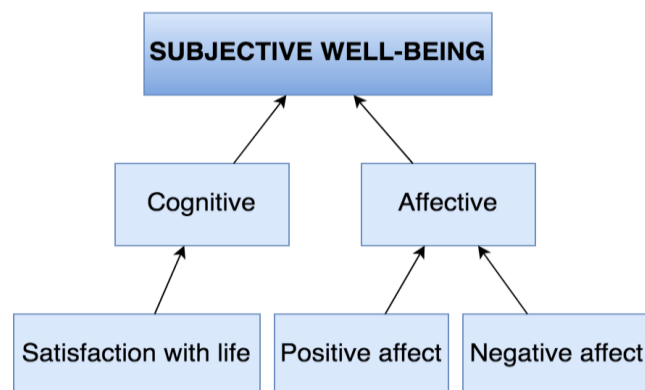 SUBJECTIVE WELL-BEING
Cognitive
Affective
Satisfaction with life
Positive affect
Negative affect